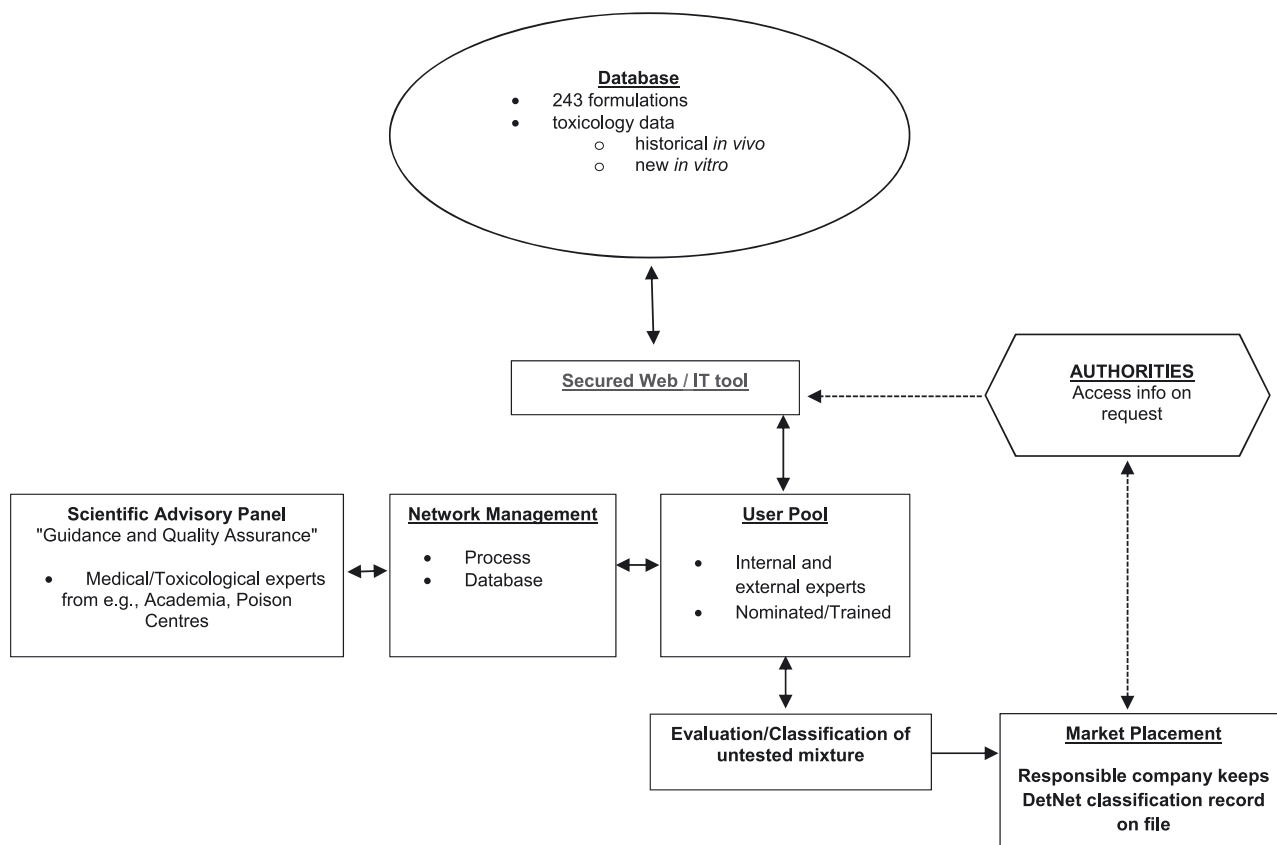 Database
• 243 formulations
• toxicology data
o historical in vivo
o new in vitro
Secured Web / IT tool
AUTHORITIES
Access info on
request
Scientific Advisory Panel
"Guidance and Quality Assurance"
• Medical/Toxicological experts
from e.g., Academia, Poison
Centres
Network Management
• Process
• Database
User Pool
• Internal and
external experts
• Nominated/Trained
Evaluation/Classification of
untested mixture
Market Placement
Responsible company keeps
DetNet classification record
on file